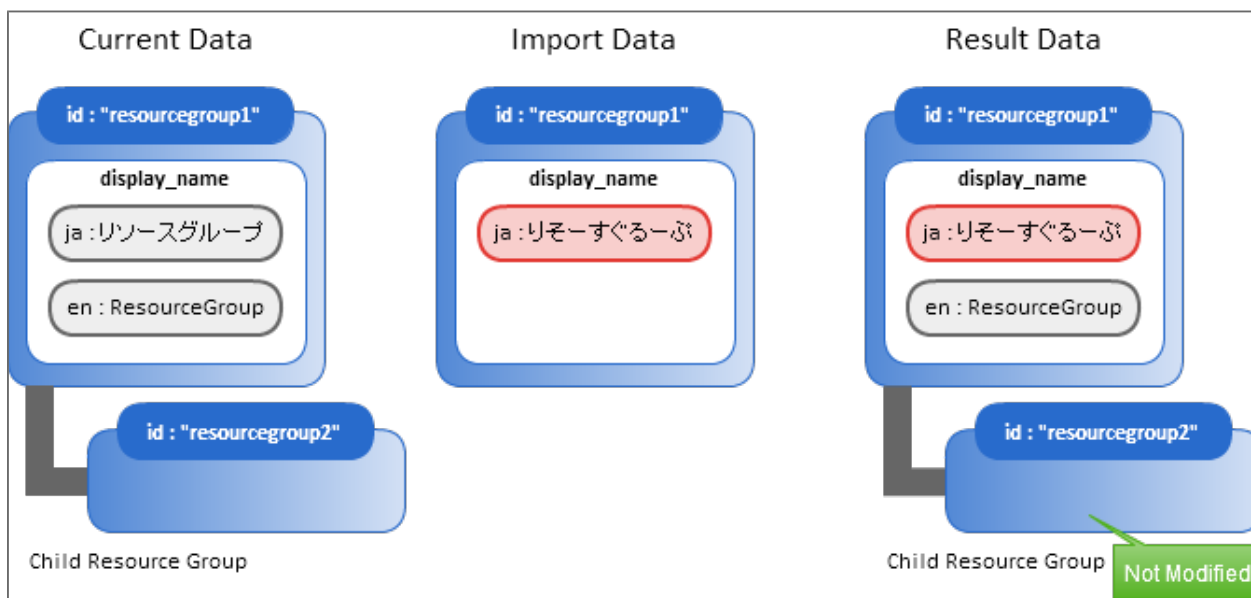 Current Data
Import Data
Result Data
id : "resourcegroup1"
id : "resourcegroup1"
id : "resourcegroup1"
display_name
display_name
display_name
ja :リソースグループ
ja :りそーすぐるーぷ
ja :りそーすぐるーぷ
en : ResourceGroup
en : ResourceGroup
id : "resourcegroup2"
id : "resourcegroup2"
Child Resource Group
Child Resource Group
Not Modified